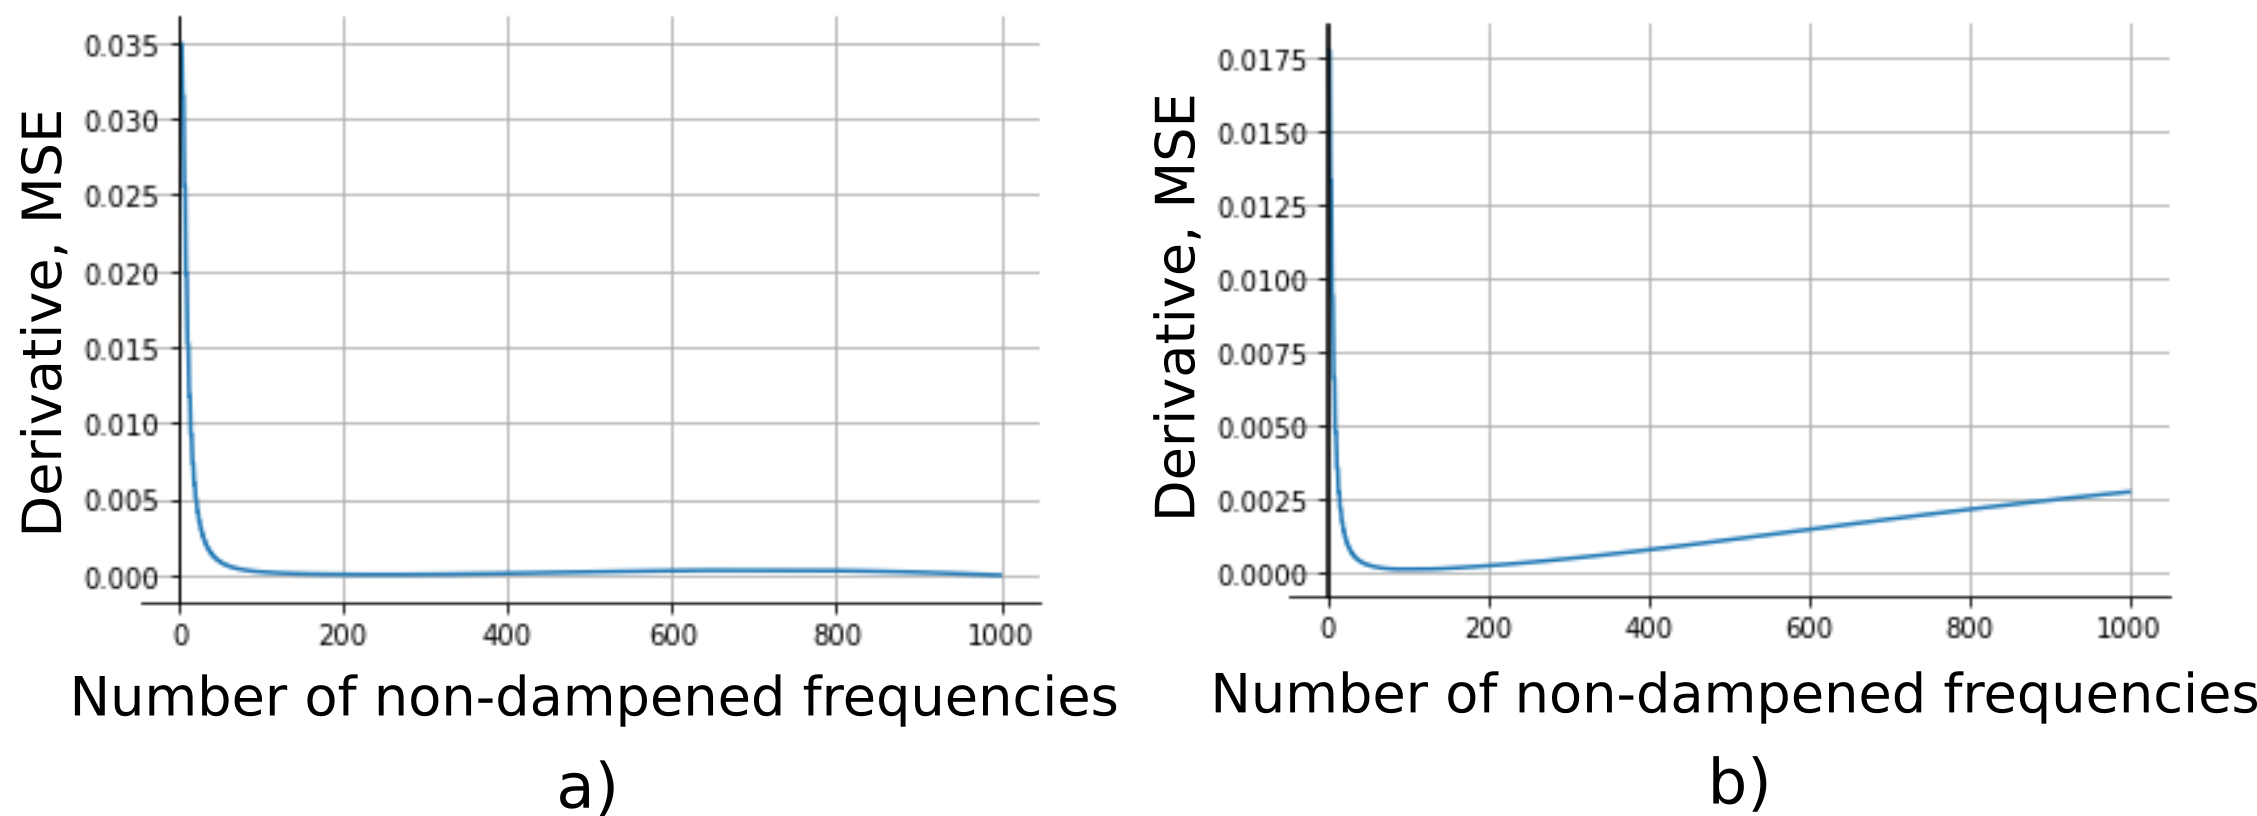 Derivative, MSE
0.035
0.030
0.025
0.020
0.015
0.010
0.005
0.000
0 200 400 600 800 1000
Number of non-dampened frequencies
a)
Derivative, MSE
0.0175
0.0150
0.0125
0.0100
0.0075
0.0050
0.0025
0.0000
0 200 400 600 800 1000
Number of non-dampened frequencies
b)